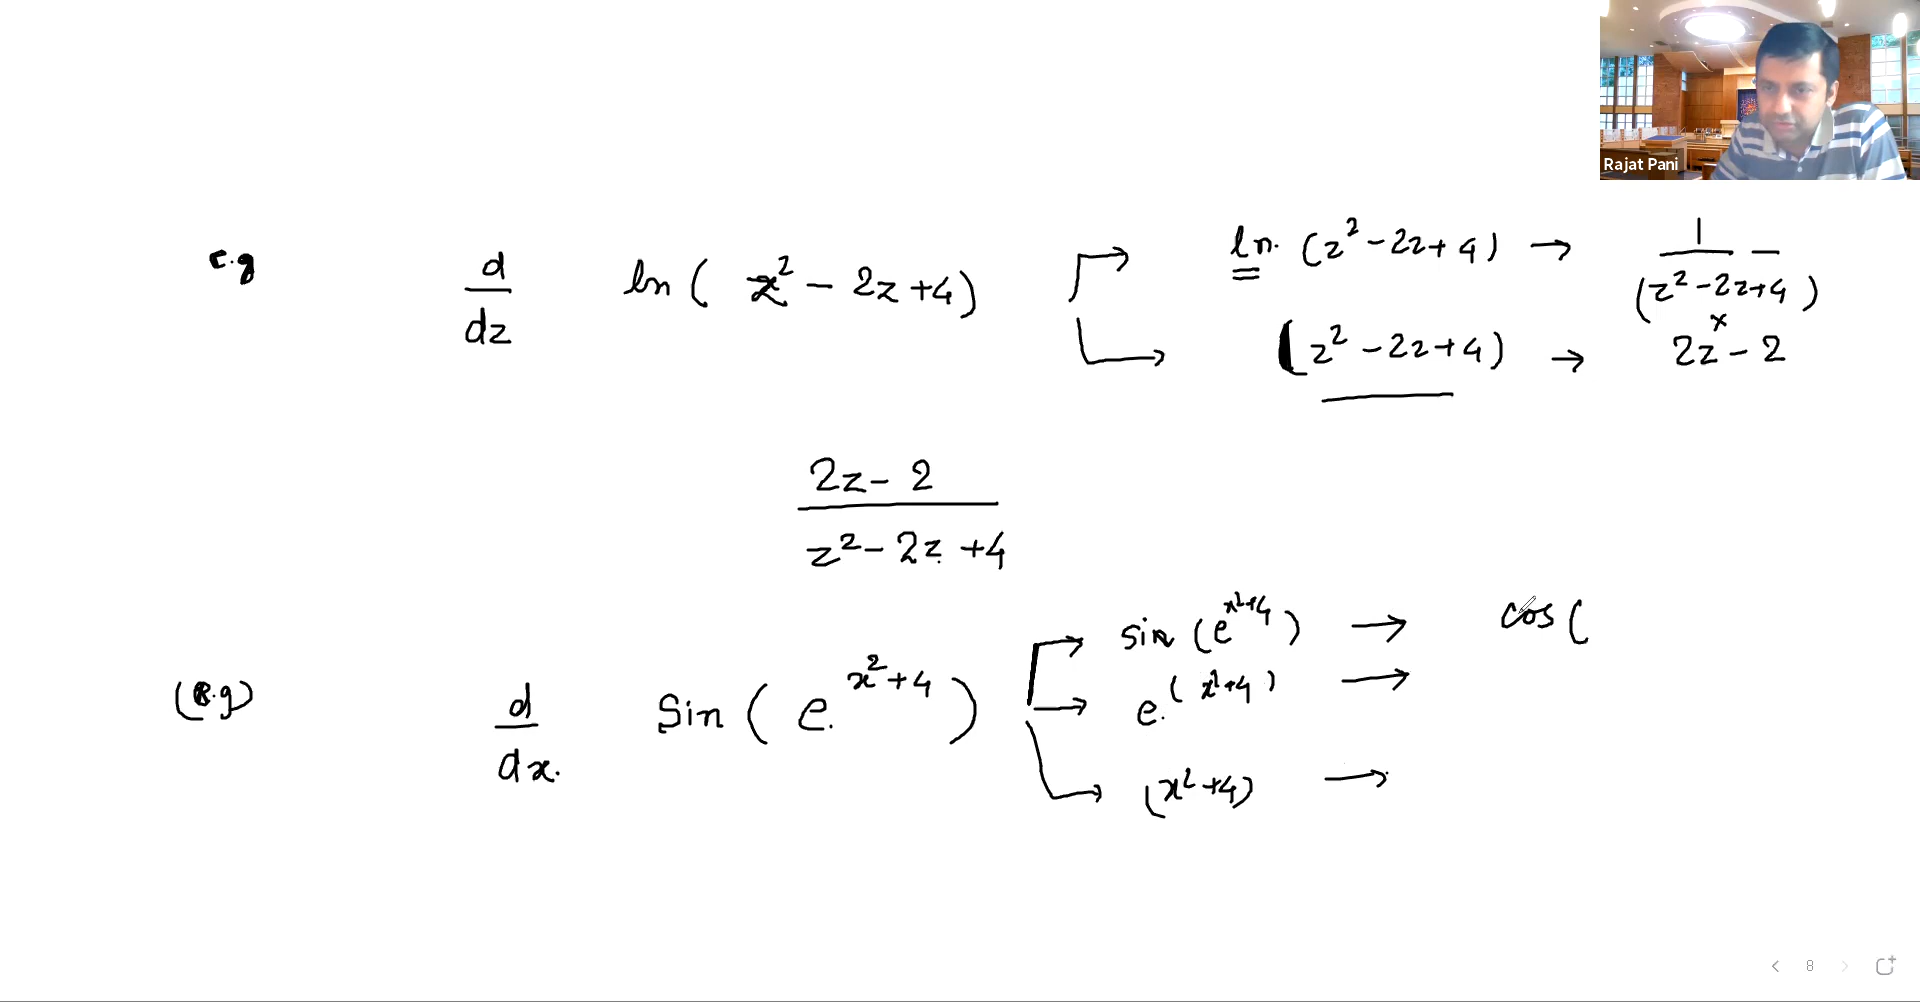 Rajat Pani
e.g d/dz ln( z² - 2z + 4) → ln. (z² - 2z + 4) → 1/(z² - 2z + 4)
×
→ (z² - 2z + 4) → 2z - 2
2z - 2
z² - 2z + 4
(e.g) d/dx. Sin( e^(x²+4) ) → sin (e^(x²+4)) → cos (
→ e.^(x²+4) →
→ (x² + 4) →
8